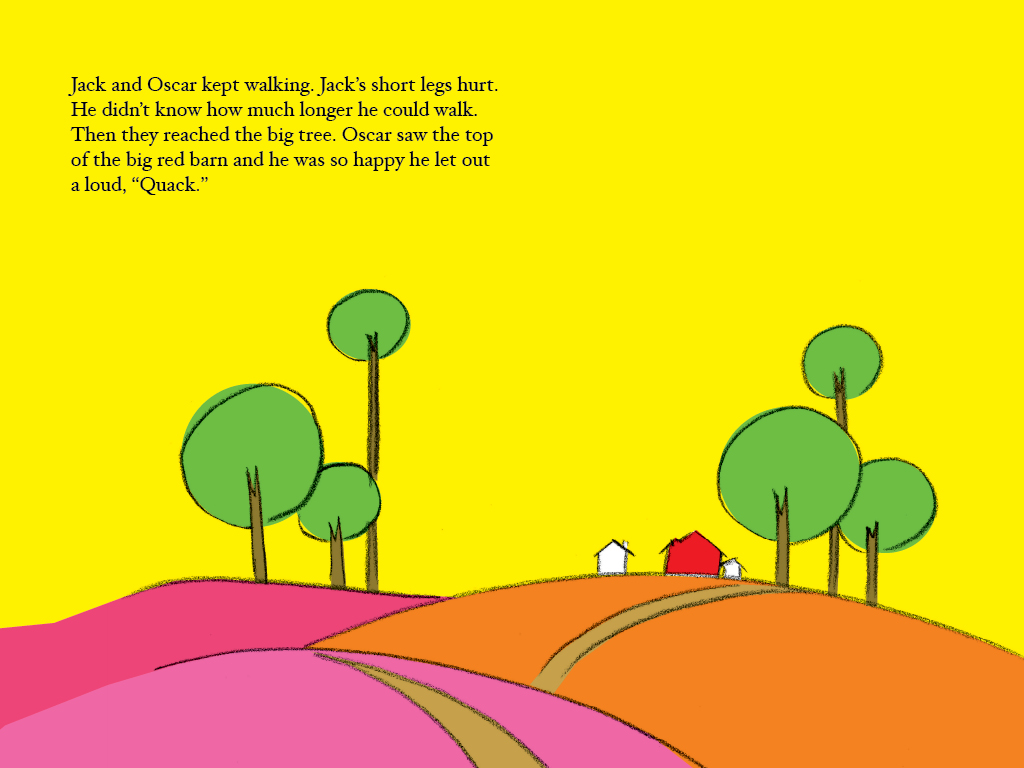 Jack and Oscar kept walking. Jack’s short legs hurt.
He didn’t know how much longer he could walk.
Then they reached the big tree. Oscar saw the top
of the big red barn and he was so happy he let out
a loud, “Quack.”